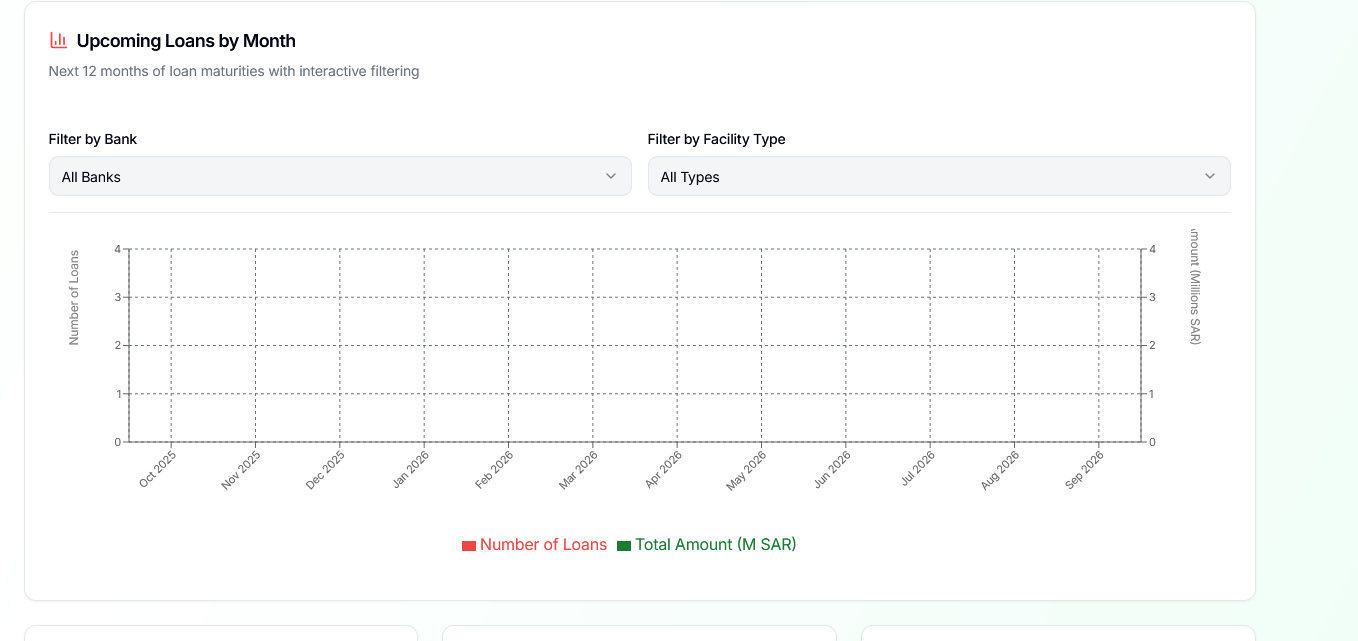 Upcoming Loans by Month
Next 12 months of loan maturities with interactive filtering
Filter by Bank
Filter by Facility Type
All Banks
All Types
Number of Loans
4
3
2
1
0
4
3
2
1
0
mount (Millions SAR)
Oct 2025
Nov 2025
Dec 2025
Jan 2026
Feb 2026
Mar 2026
Apr 2026
May 2026
Jun 2026
Jul 2026
Aug 2026
Sep 2026
Number of Loans
Total Amount (M SAR)